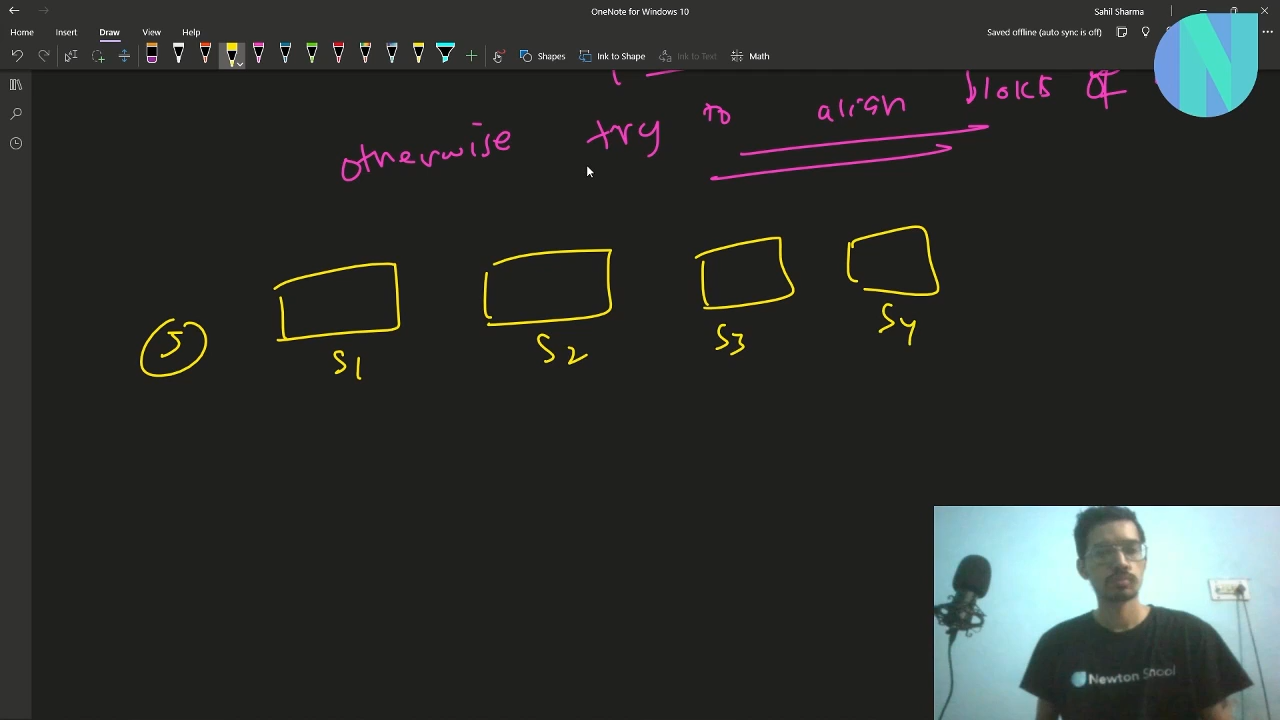 OneNote for Windows 10
Sahil Sharma
Home Insert Draw View Help
Saved offline (auto sync is off)
Shapes Ink to Shape Ink to Text Math
otherwise try to align blokes of
5
S1 S2 S3 S4
Newton School